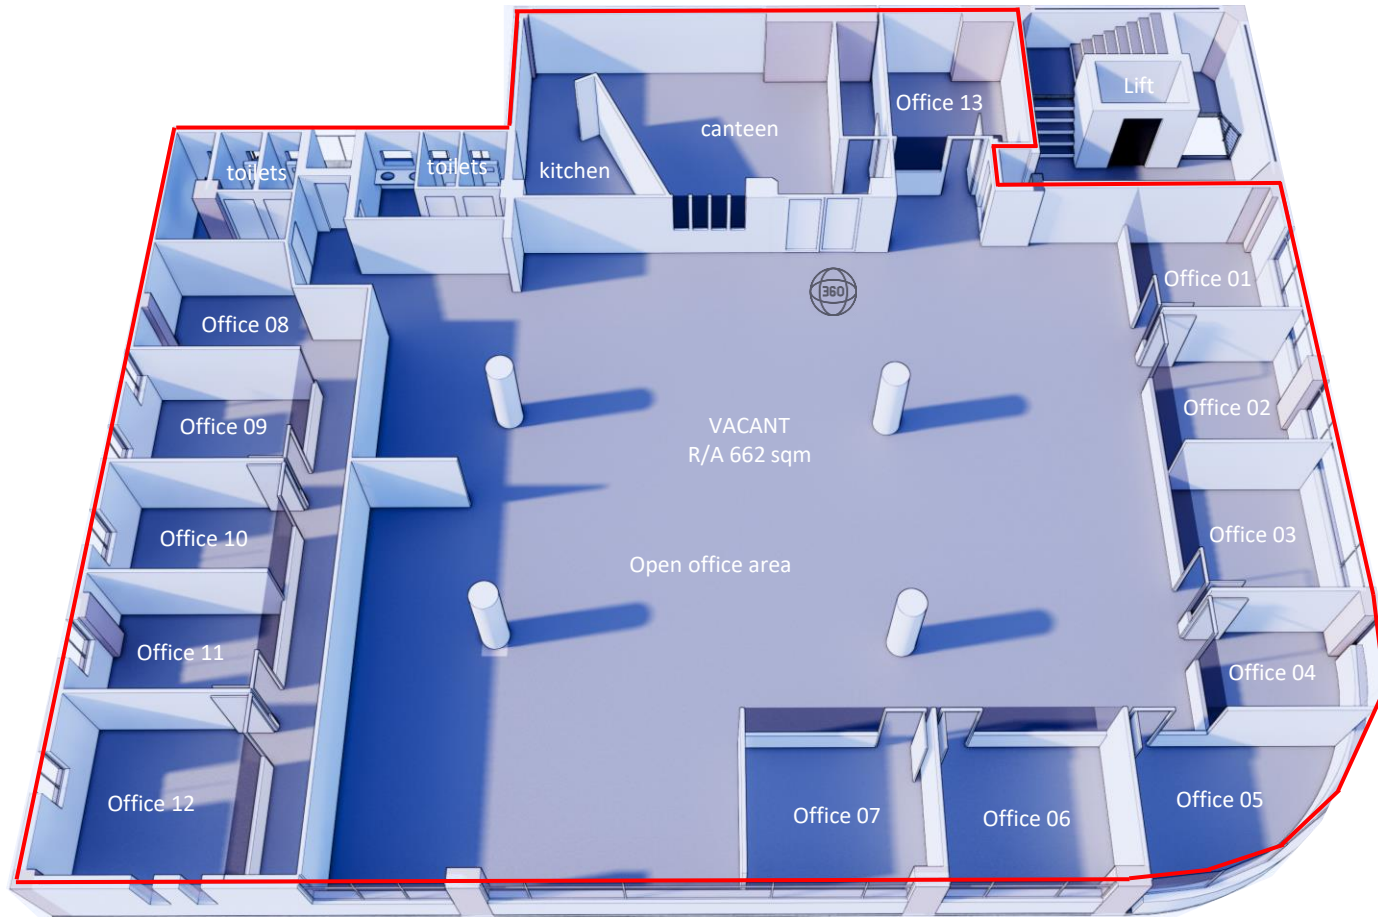 Lift
Office 13
canteen
toilets
toilets
kitchen
Office 01
360
Office 08
Office 02
Office 09
VACANT
R/A 662 sqm
Office 10
Office 03
Open office area
Office 11
Office 04
Office 12
Office 07
Office 06
Office 05